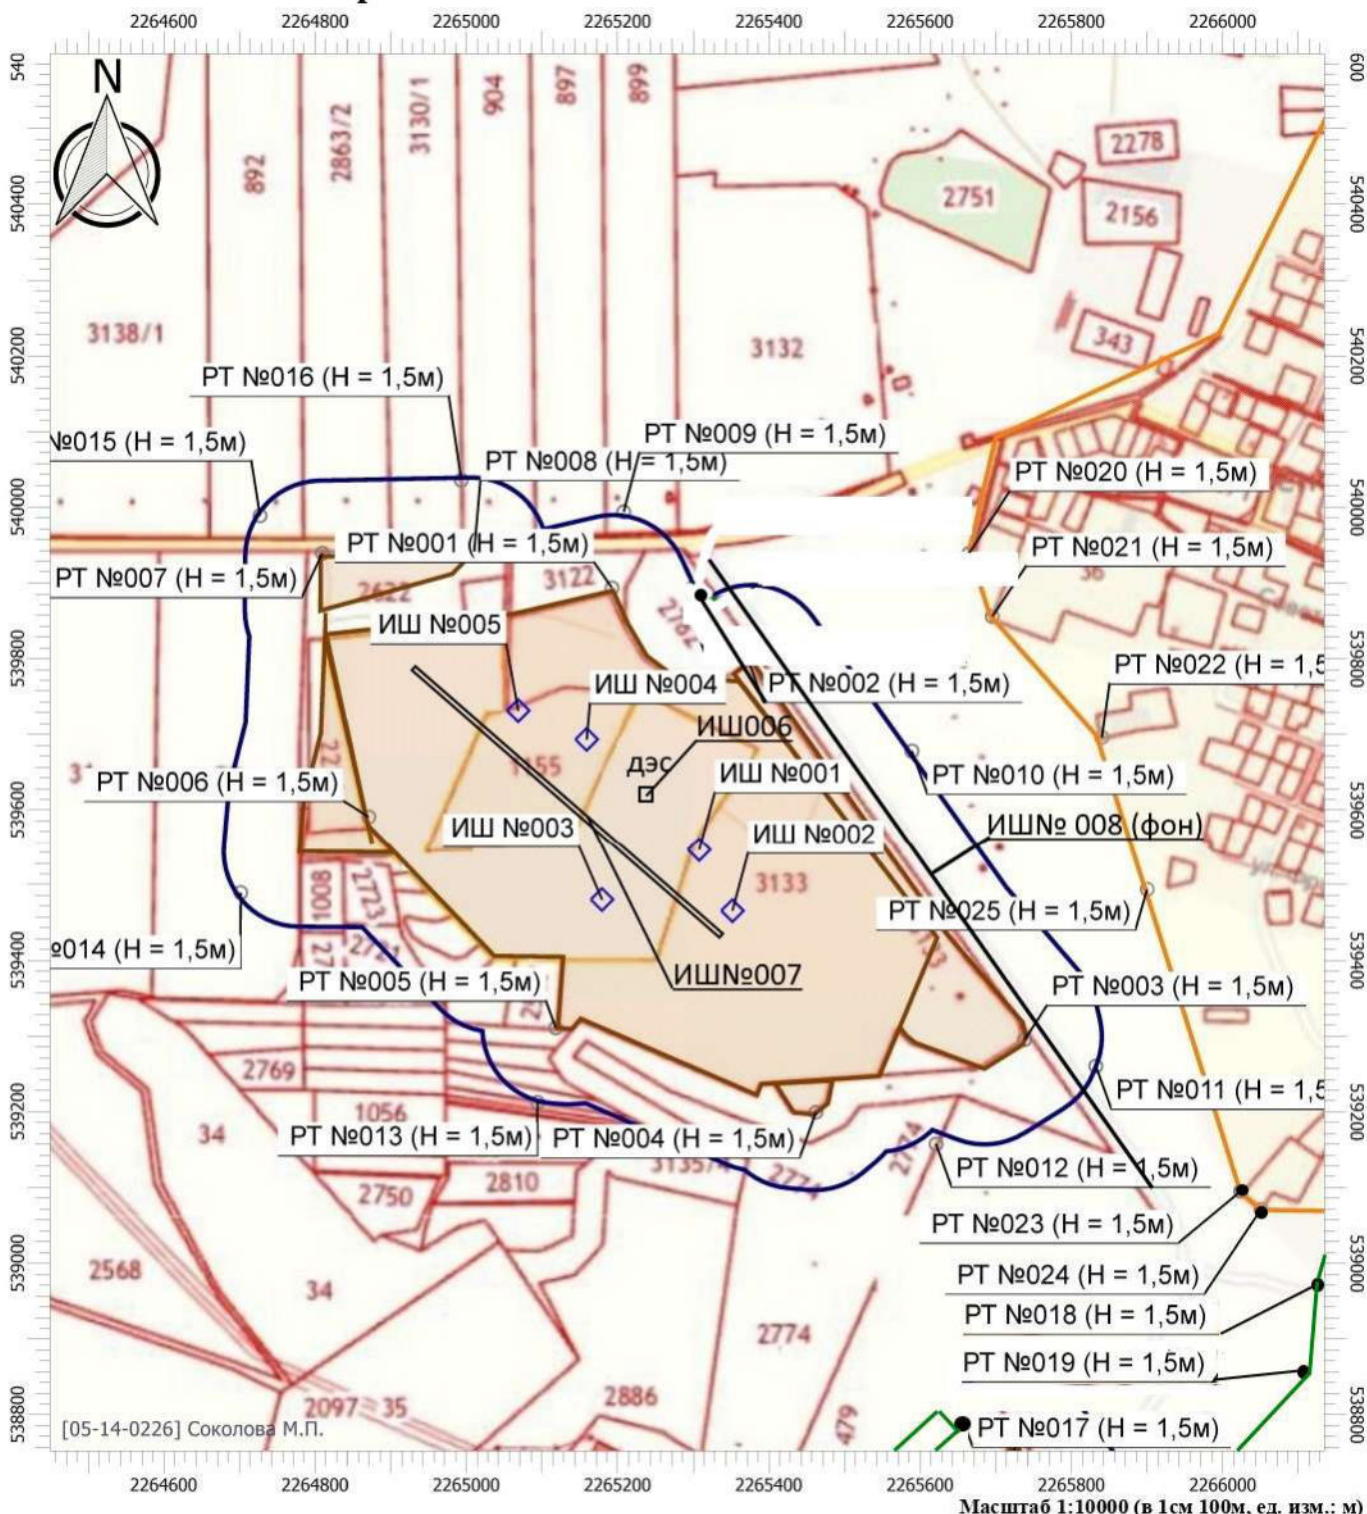 2264600 2264800 2265000 2265200 2265400 2265600 2265800 2266000
540 600
N
892
2863/2
3130/1
904
897
899
2278
2751
2156
540400 540400
3138/1
3132
343
540200 540200
РТ №016 (Н = 1,5м)
№015 (Н = 1,5м)
РТ №009 (Н = 1,5м)
РТ №008 (Н = 1,5м)
РТ №020 (Н = 1,5м)
540000 540000
РТ №001 (Н = 1,5м)
РТ №021 (Н = 1,5м)
РТ №007 (Н = 1,5м)
2622
3122
36
ИШ №005
539800 539800
РТ №022 (Н = 1,5
ИШ №004
РТ №002 (Н = 1,5м)
ИШ006
1155
дэс
ИШ №001
РТ №010 (Н = 1,5м)
РТ №006 (Н = 1,5м)
539600 539600
ИШ №003
ИШ №002
ИШ№ 008 (фон)
1008
2723
3133
РТ №025 (Н = 1,5м)
№014 (Н = 1,5м)
539400 539400
РТ №005 (Н = 1,5м)
ИШ№007
РТ №003 (Н = 1,5м)
2769
РТ №011 (Н = 1,5
539200 539200
1056
34
РТ №013 (Н = 1,5м)
РТ №004 (Н = 1,5м)
2774
2774
РТ №012 (Н = 1,5м)
2750
2810
РТ №023 (Н = 1,5м)
539000 539000
2568
34
РТ №024 (Н = 1,5м)
РТ №018 (Н = 1,5м)
2774
РТ №019 (Н = 1,5м)
538800 538800
2097
35
2886
479
[05-14-0226] Соколова М.П.
РТ №017 (Н = 1,5м)
2264600 2264800 2265000 2265200 2265400 2265600 2265800 2266000
Масштаб 1:10000 (в 1см 100м, ед. изм.: м)